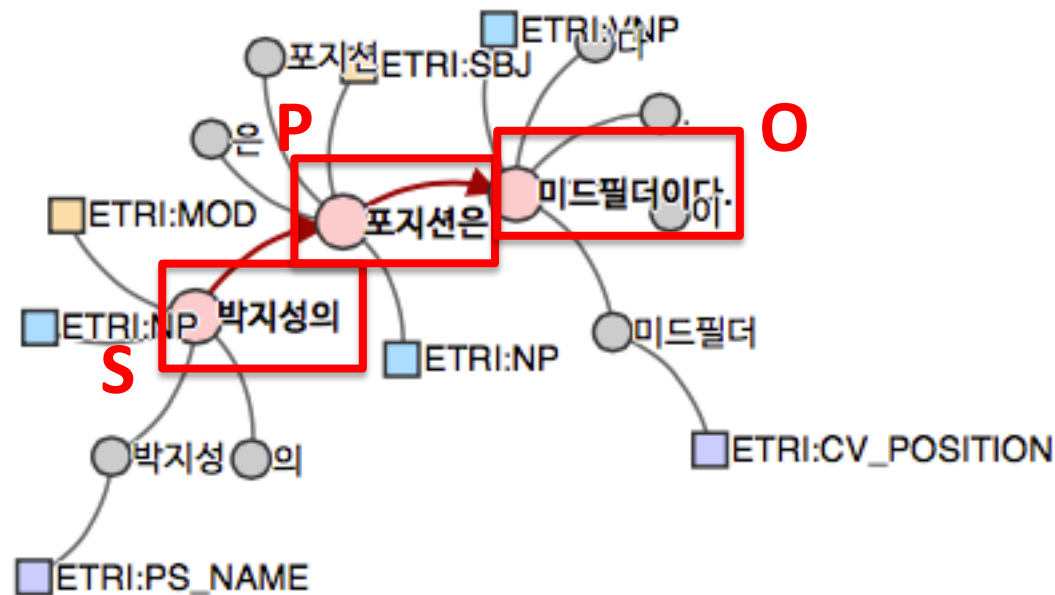 포지션
ETRI:SBJ
ETRI:VNP
다
.
은
P
O
포지션은
미드필더이다.
이
ETRI:MOD
박지성의
ETRI:NP
S
ETRI:NP
미드필더
박지성
의
ETRI:CV_POSITION
ETRI:PS_NAME